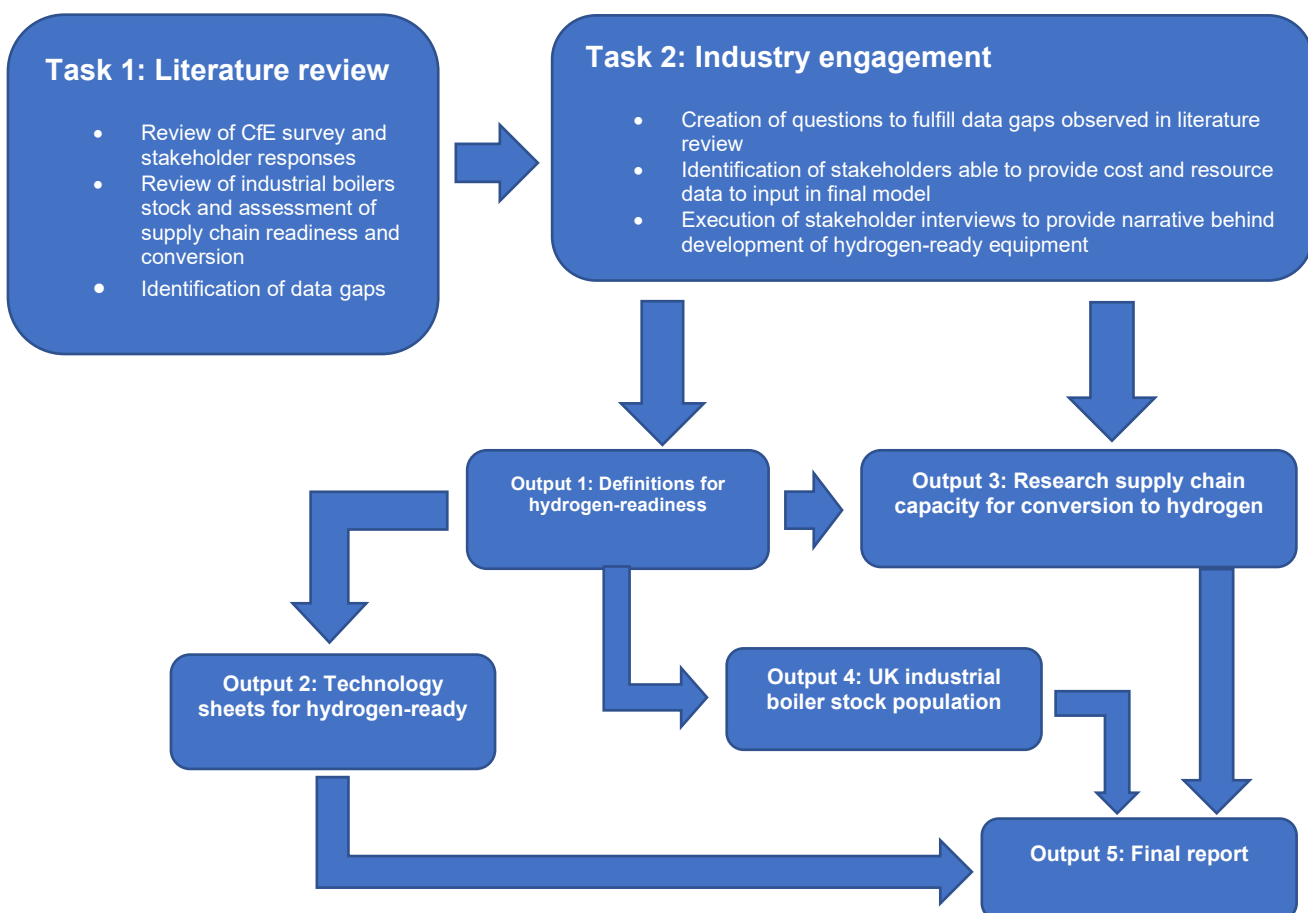 Task 1: Literature review
• Review of CfE survey and
stakeholder responses
• Review of industrial boilers
stock and assessment of
supply chain readiness and
conversion
• Identification of data gaps
Task 2: Industry engagement
• Creation of questions to fulfill data gaps observed in literature
review
• Identification of stakeholders able to provide cost and resource
data to input in final model
• Execution of stakeholder interviews to provide narrative behind
development of hydrogen-ready equipment
Output 1: Definitions for
hydrogen-readiness
Output 3: Research supply chain
capacity for conversion to hydrogen
Output 2: Technology
sheets for hydrogen-ready
Output 4: UK industrial
boiler stock population
Output 5: Final report